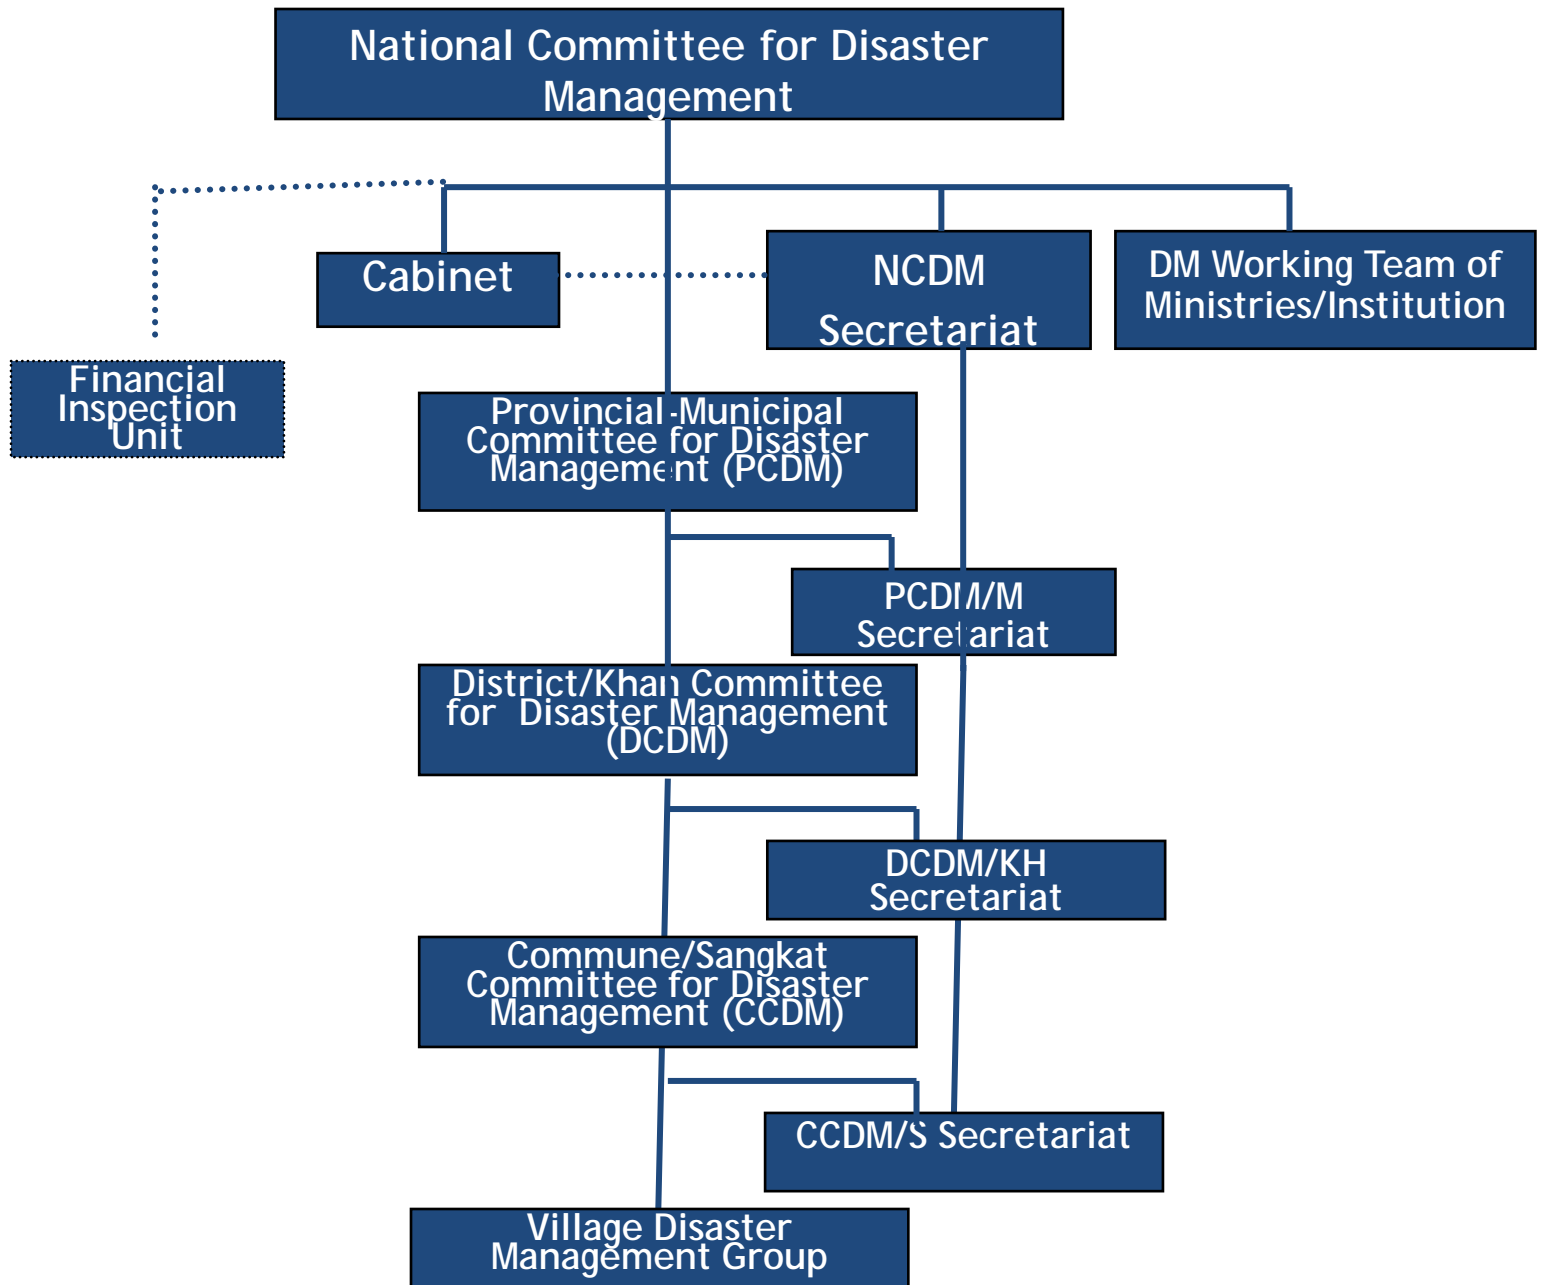 National Committee for Disaster
Management
Cabinet
NCDM
Secretariat
DM Working Team of
Ministries/Institution
Financial
Inspection
Unit
Provincial-Municipal
Committee for Disaster
Management (PCDM)
PCDM/M
Secretariat
District/Khan Committee
for Disaster Management
(DCDM)
DCDM/KH
Secretariat
Commune/Sangkat
Committee for Disaster
Management (CCDM)
CCDM/S Secretariat
Village Disaster
Management Group